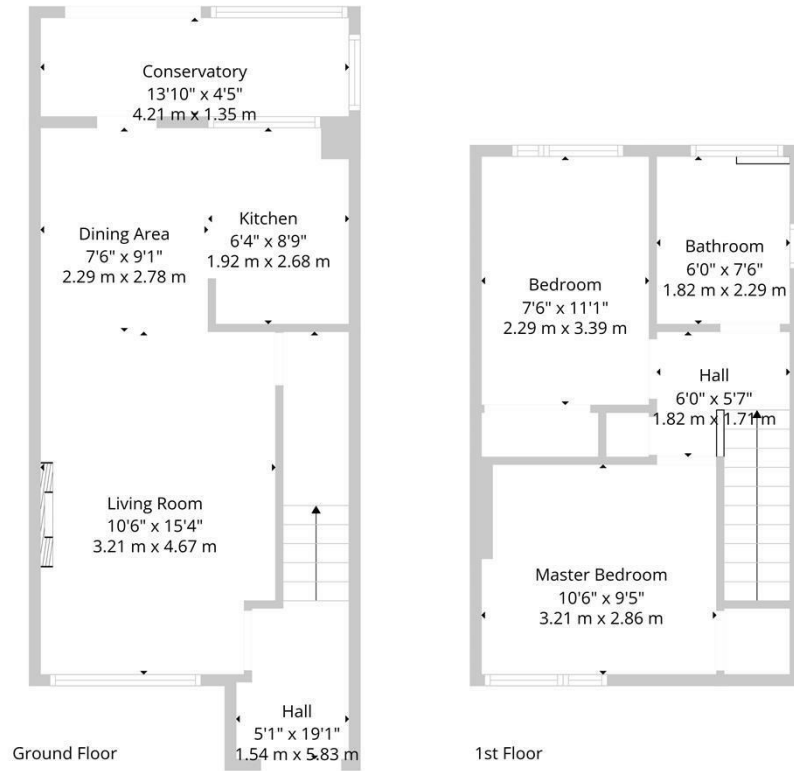 Conservatory
13'10" x 4'5"
4.21 m x 1.35 m
Dining Area
7'6" x 9'1"
2.29 m x 2.78 m
Kitchen
6'4" x 8'9"
1.92 m x 2.68 m
Living Room
10'6" x 15'4"
3.21 m x 4.67 m
Hall
5'1" x 19'1"
1.54 m x 5.83 m
Ground Floor
Bedroom
7'6" x 11'1"
2.29 m x 3.39 m
Bathroom
6'0" x 7'6"
1.82 m x 2.29 m
Hall
6'0" x 5'7"
1.82 m x 1.71 m
Master Bedroom
10'6" x 9'5"
3.21 m x 2.86 m
1st Floor